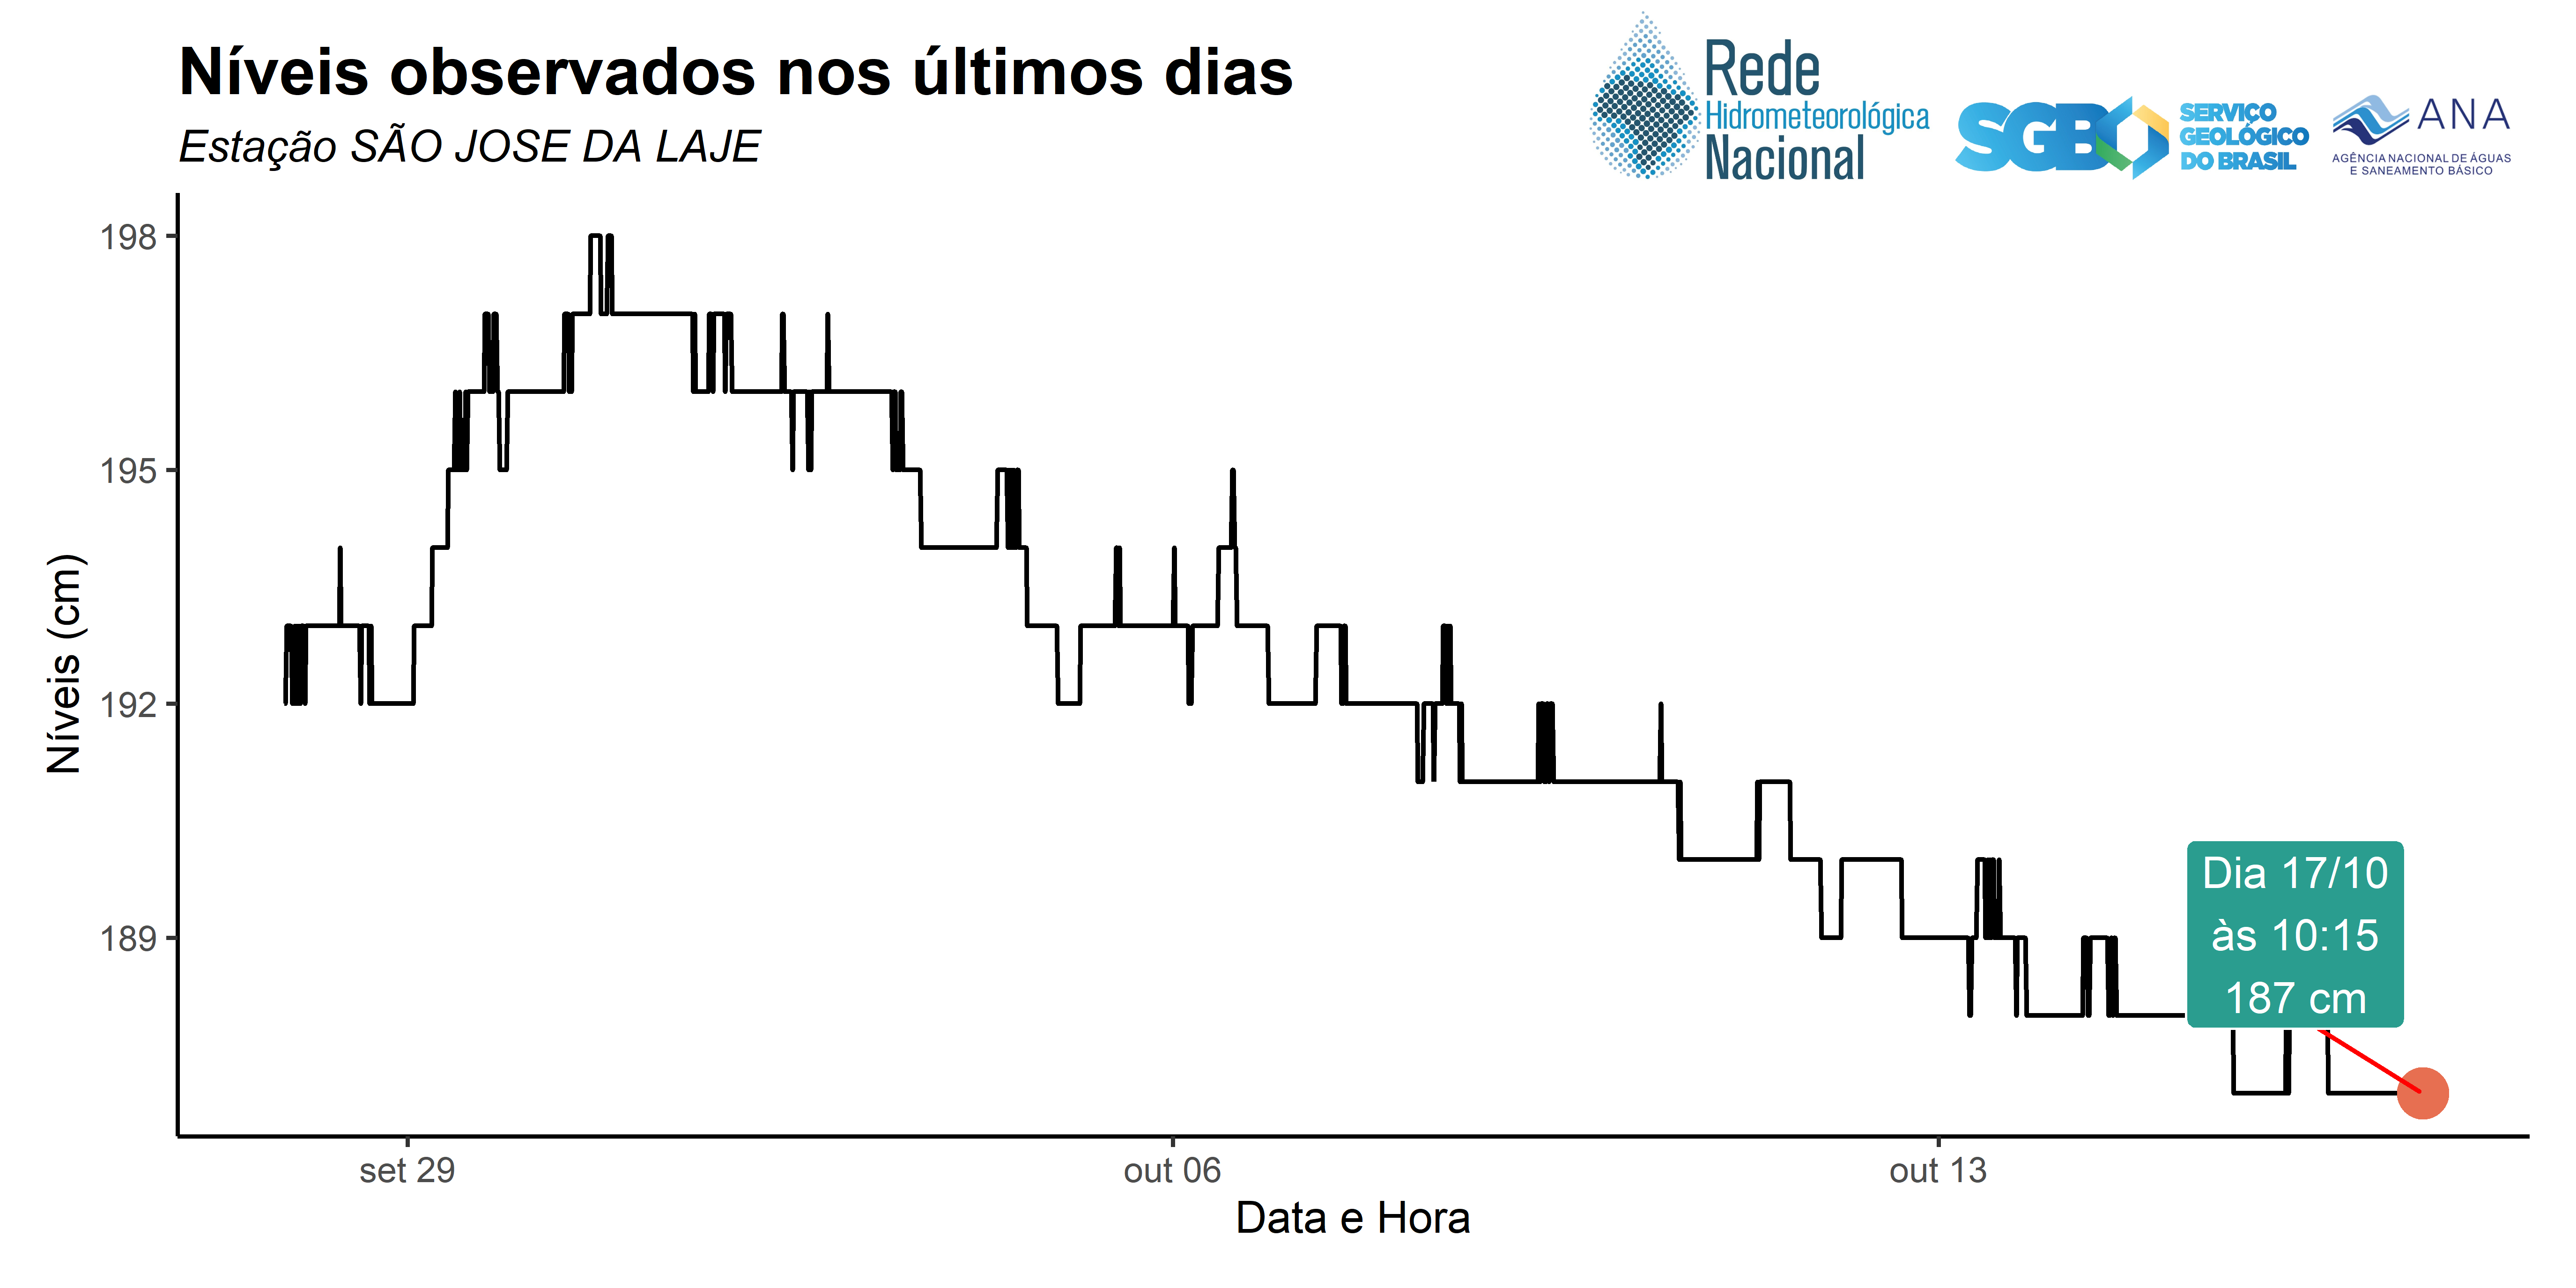 Níveis observados nos últimos dias
Estação SÃO JOSE DA LAJE
Rede
Hidrometeorológica
Nacional
SGB
SERVIÇO
GEOLÓGICO
DO BRASIL
ANA
AGÊNCIA NACIONAL DE ÁGUAS
E SANEAMENTO BÁSICO
Níveis (cm)
198
195
192
189
Dia 17/10
às 10:15
187 cm
set 29
out 06
out 13
Data e Hora